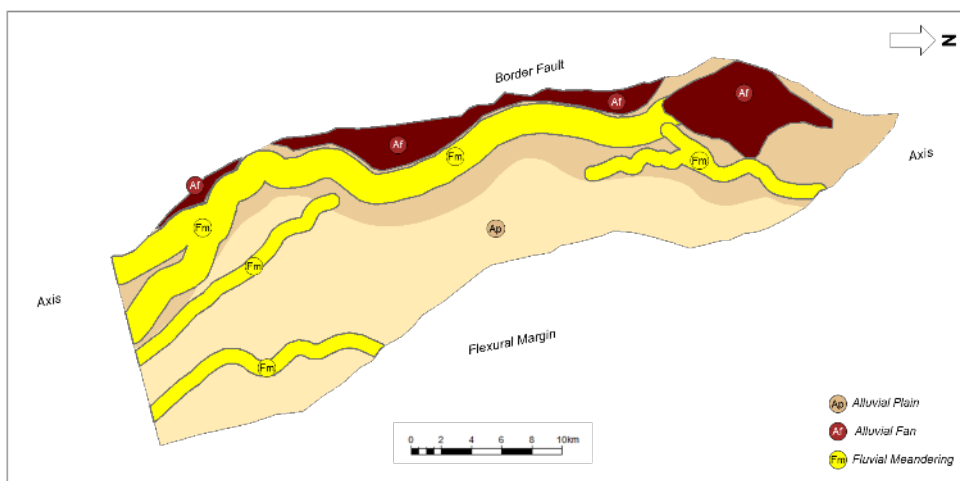 N
Border Fault
Af
Af
Axis
Af
Fm
Fm
Af
Fm
Ap
Fm
Axis
Flexural Margin
Fm
Ap Alluvial Plain
Af Alluvial Fan
Fm Fluvial Meandering
0 2 4 6 8 10km